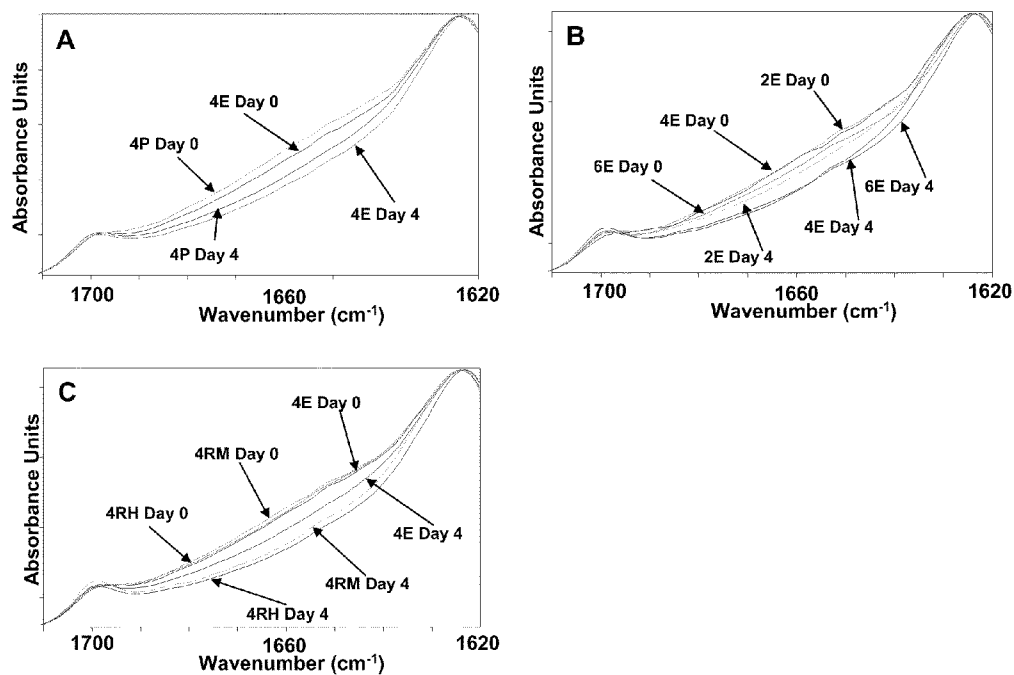 A
Absorbance Units
4E Day 0
4P Day 0
4E Day 4
4P Day 4
1700
1660
1620
Wavenumber (cm-1)
B
Absorbance Units
2E Day 0
4E Day 0
6E Day 0
6E Day 4
4E Day 4
2E Day 4
1700
1660
1620
Wavenumber (cm-1)
C
Absorbance Units
4E Day 0
4RM Day 0
4RH Day 0
4E Day 4
4RM Day 4
4RH Day 4
1700
1660
1620
Wavenumber (cm-1)